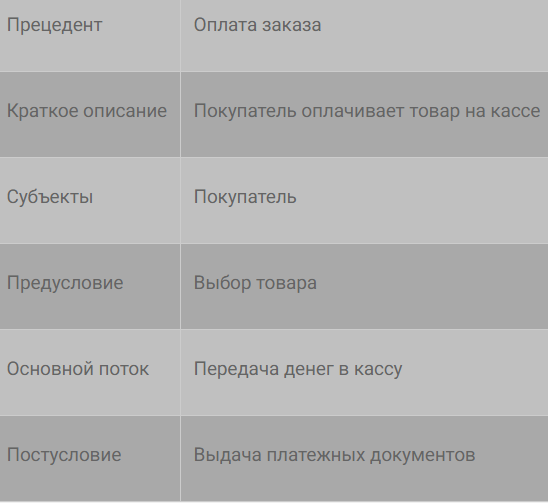 Прецедент Оплата заказа
Краткое описание Покупатель оплачивает товар на кассе
Субъекты Покупатель
Предусловие Выбор товара
Основной поток Передача денег в кассу
Постусловие Выдача платежных документов